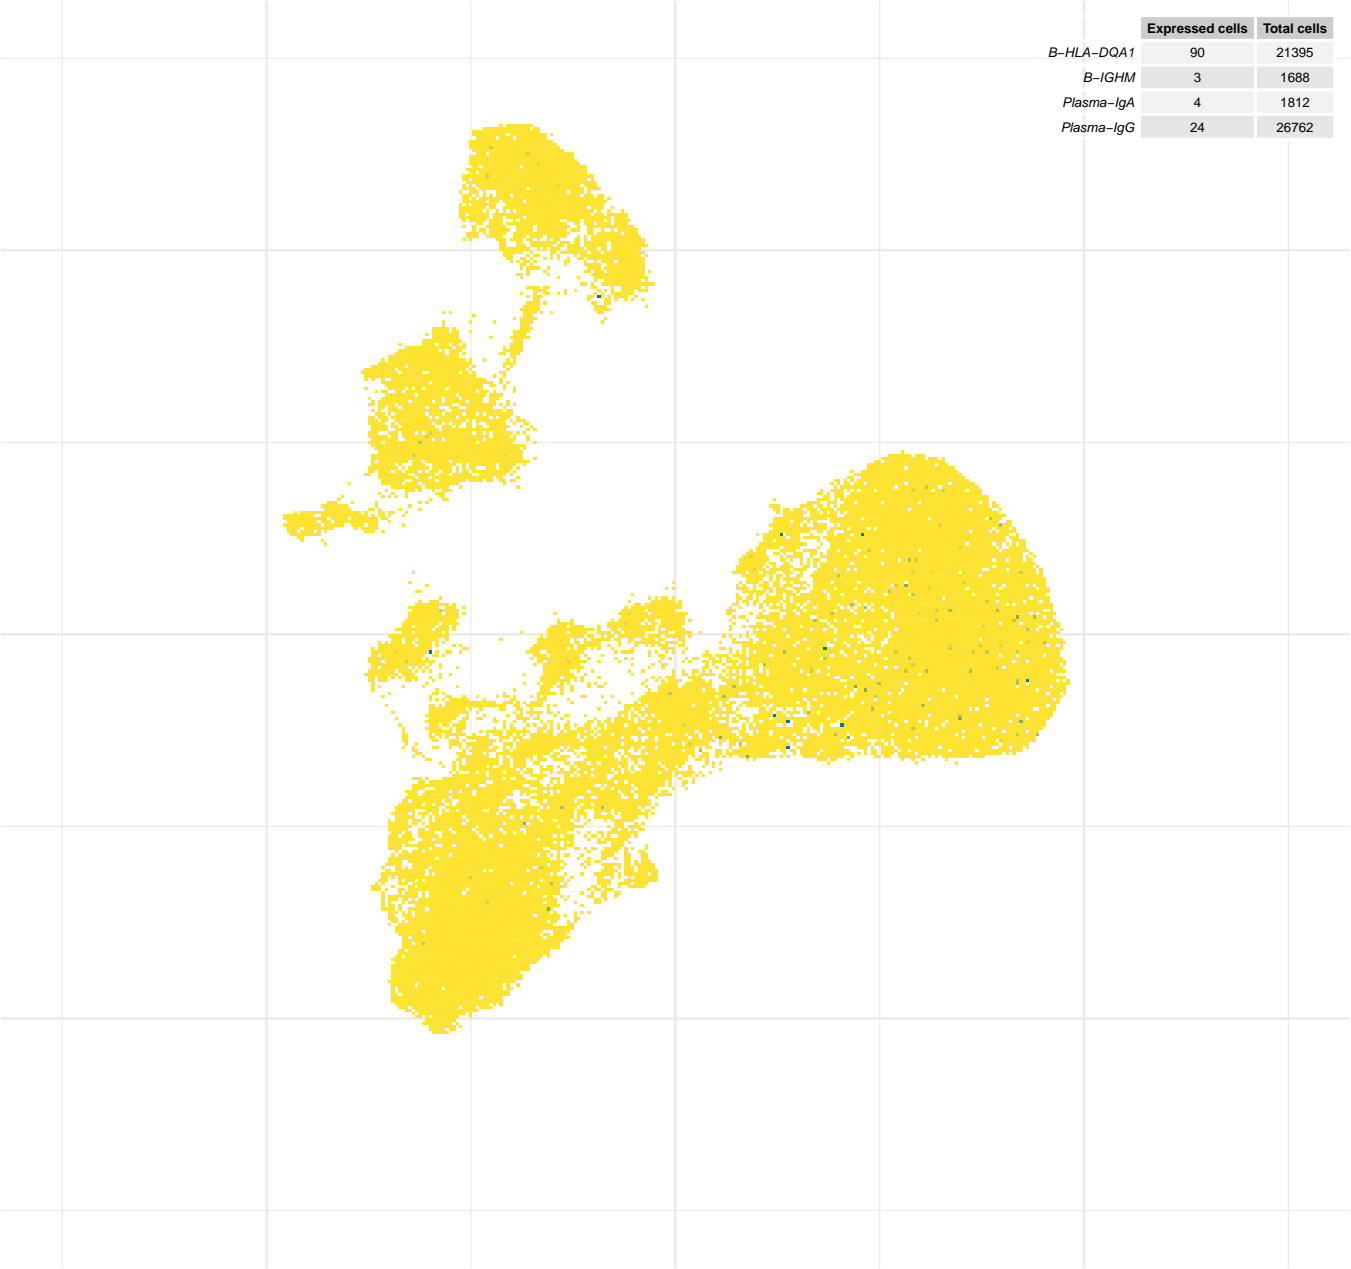 Expressed cells Total cells
B−HLA−DQA1 90 21395
B−IGHM 3 1688
Plasma−IgA 4 1812
Plasma−IgG 24 26762